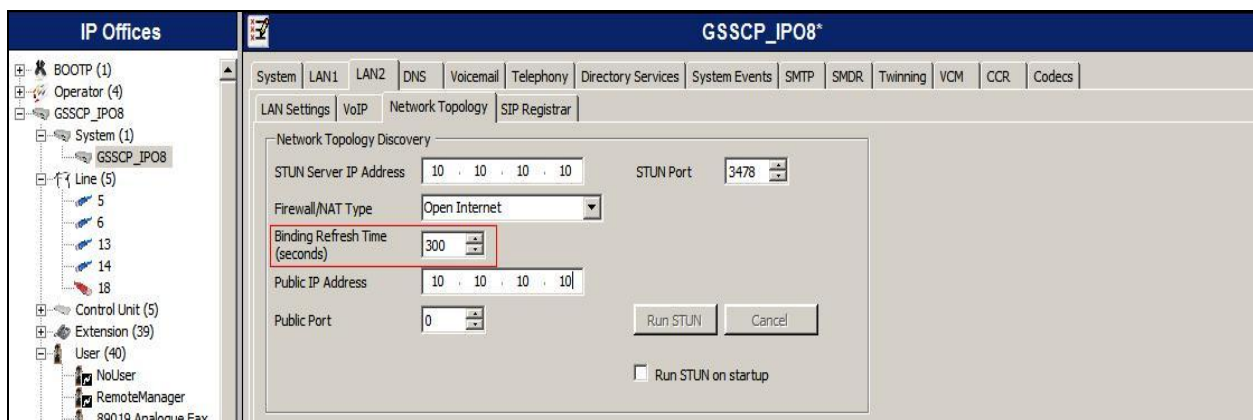 IP Offices
BOOTP (1)
Operator (4)
GSSCP_IPO8
System (1)
GSSCP_IPO8
Line (5)
5
6
13
14
18
Control Unit (5)
Extension (39)
User (40)
NoUser
RemoteManager
89019 Analogue Fax
GSSCP_IPO8*
System LAN1 LAN2 DNS Voicemail Telephony Directory Services System Events SMTP SMDR Twinning VCM CCR Codecs
LAN Settings VoIP Network Topology SIP Registrar
Network Topology Discovery
STUN Server IP Address 10 . 10 . 10 . 10 STUN Port 3478
Firewall/NAT Type Open Internet
Binding Refresh Time
(seconds) 300
Public IP Address 10 . 10 . 10 . 10
Public Port 0 Run STUN Cancel
Run STUN on startup